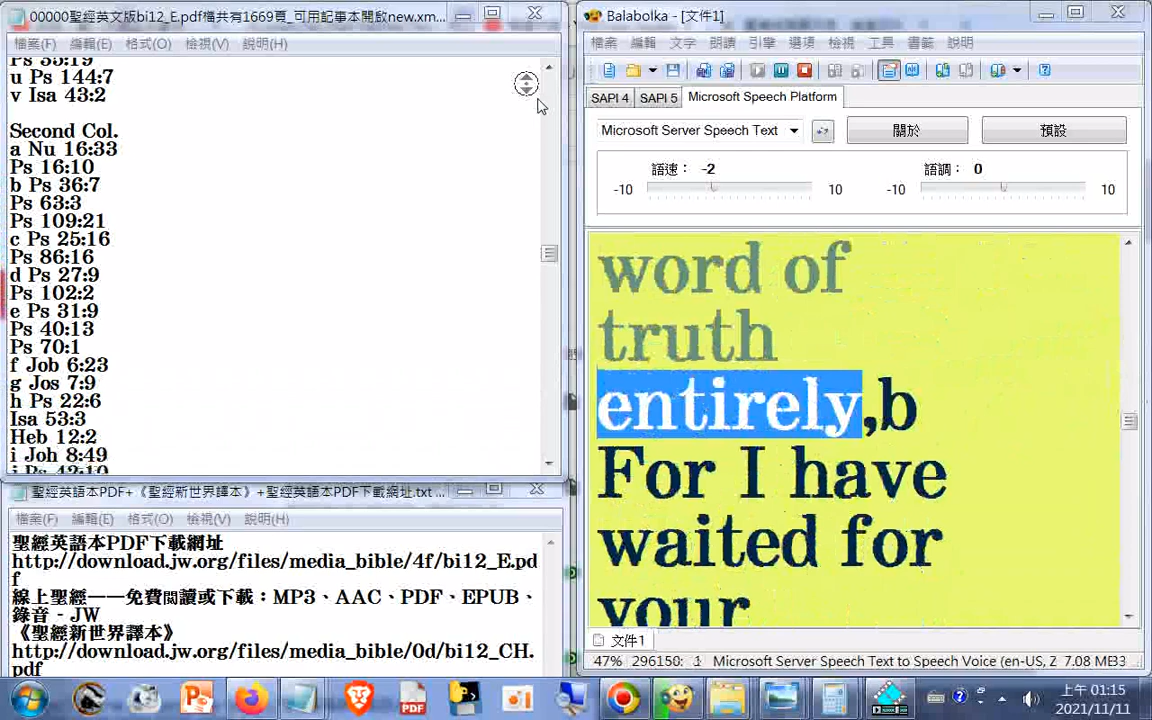 00000聖經英文版bi12_E.pdf檔共有1669頁_可用記事本開啟new.xm...
檔案(F) 編輯(E) 格式(O) 檢視(V) 說明(H)
Ps 35:19
u Ps 144:7
v Isa 43:2
Second Col.
a Nu 16:33
Ps 16:10
b Ps 36:7
Ps 63:3
Ps 109:21
c Ps 25:16
Ps 86:16
d Ps 27:9
Ps 102:2
e Ps 31:9
Ps 40:13
Ps 70:1
f Job 6:23
g Jos 7:9
h Ps 22:6
Isa 53:3
Heb 12:2
i Joh 8:49
j Ps 42:10
聖經英語本PDF+《聖經新世界譯本》+聖經英語本PDF下載網址.txt ...
檔案(F) 編輯(E) 格式(O) 檢視(V) 說明(H)
聖經英語本PDF下載網址
http://download.jw.org/files/media_bible/4f/bi12_E.pd
f
線上聖經——免費閱讀或下載：MP3、AAC、PDF、EPUB、
錄音 - JW
《聖經新世界譯本》
http://download.jw.org/files/media_bible/0d/bi12_CH.
pdf
Balabolka - [文件1]
檔案 編輯 文字 朗讀 引擎 選項 檢視 工具 書籤 說明
SAPI 4 SAPI 5 Microsoft Speech Platform
Microsoft Server Speech Text 關於 預設
語速： -2 語調： 0
-10 10 -10 10
word of
truth
entirely,b
For I have
waited for
your
文件1
47% 296150: 1 Microsoft Server Speech Text to Speech Voice (en-US, Z 7.08 MB
上午 01:15
2021/11/11